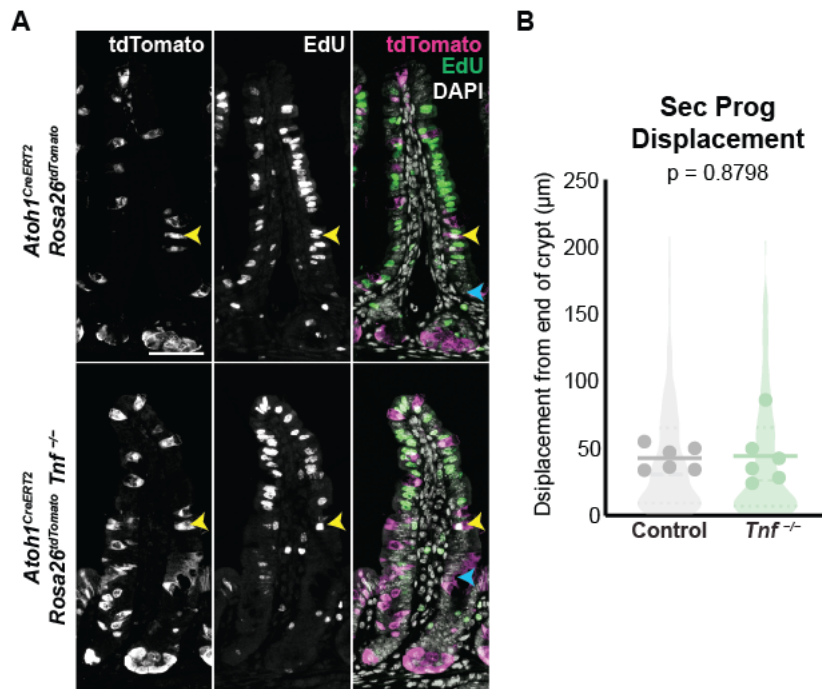 A
tdTomato
EdU
tdTomato
EdU
DAPI
Atoh1CreERT2
Rosa26tdTomato
Atoh1CreERT2
Rosa26tdTomato Tnf −/−
B
Sec Prog
Displacement
p = 0.8798
Dsiplacement from end of crypt (μm)
250
200
150
100
50
0
Control
Tnf −/−